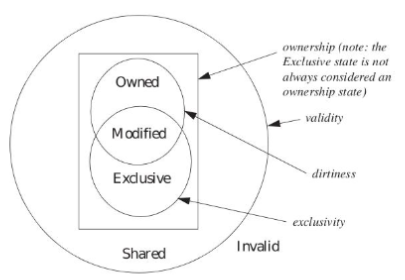 ownership (note: the
Exclusive state is not
always considered an
ownership state)
Owned
validity
Modified
dirtiness
Exclusive
exclusivity
Shared
Invalid